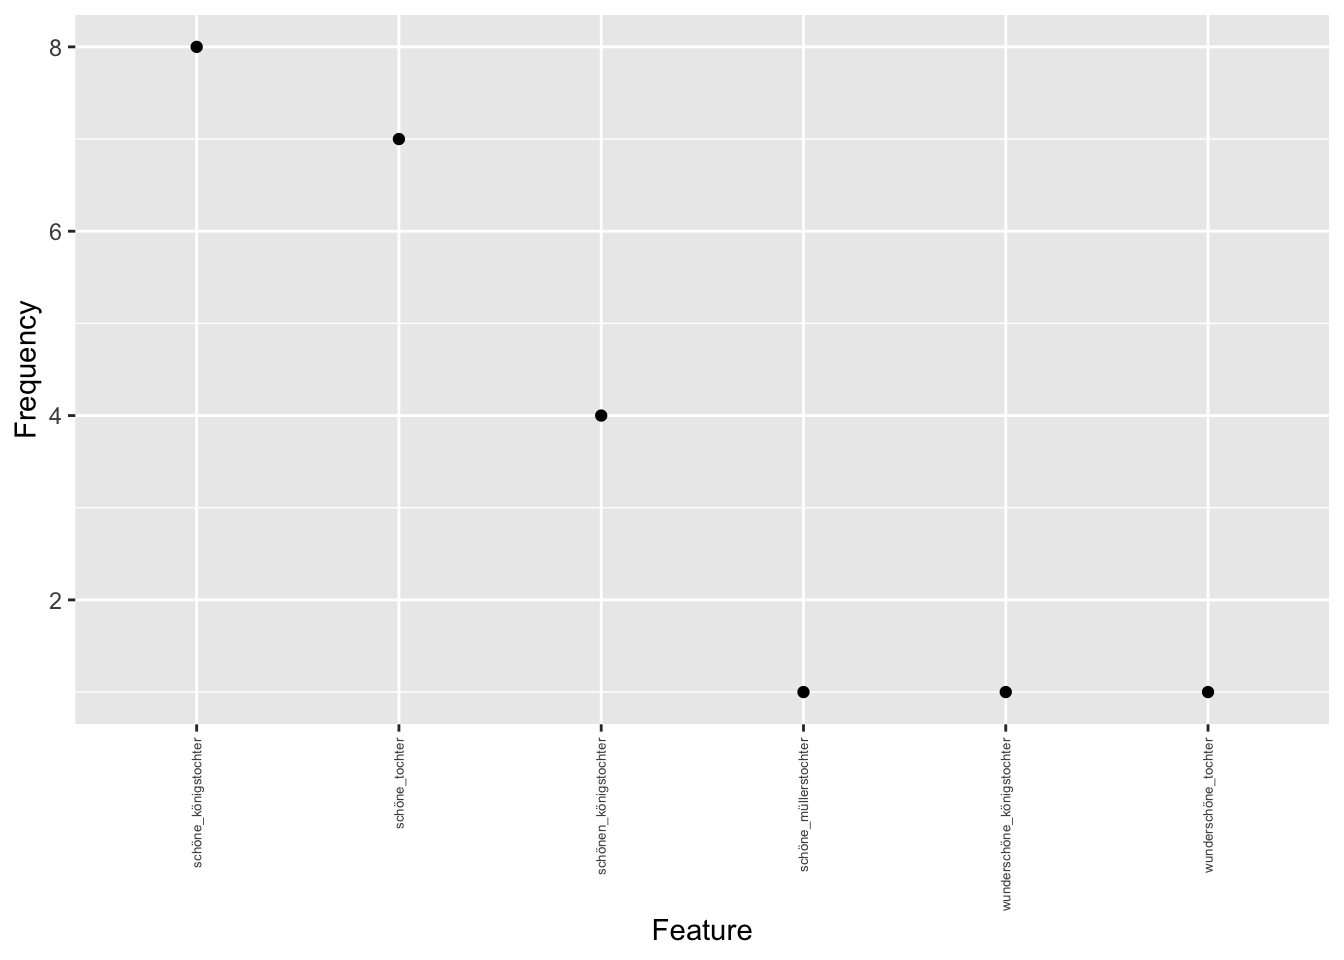 8
6
4
2
Frequency
schöne_königstochter
schöne_tochter
schönen_königstochter
schöne_müllerstochter
wunderschöne_königstochter
wunderschöne_tochter
Feature